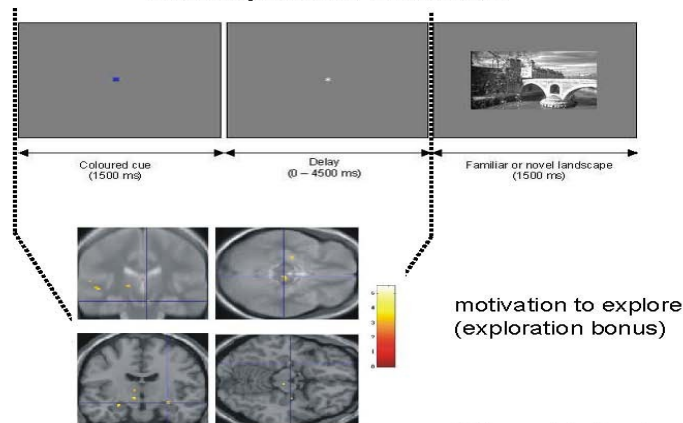 Coloured cue
(1500 ms)
Delay
(0 – 4500 ms)
Familiar or novel landscape
(1500 ms)
motivation to explore
(exploration bonus)